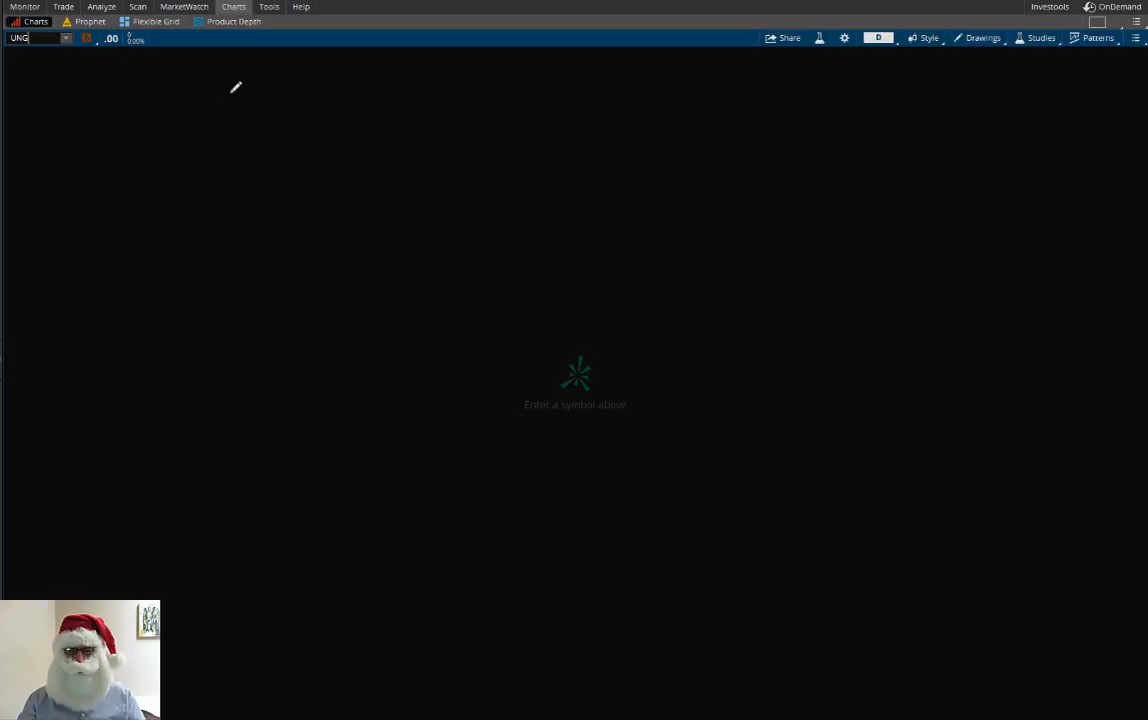 Monitor Trade Analyze Scan MarketWatch Charts Tools Help Investools OnDemand
Charts Prophet Flexible Grid Product Depth
UNG .00 0 Share D Style Drawings Studies Patterns
0.00%
Enter a symbol above